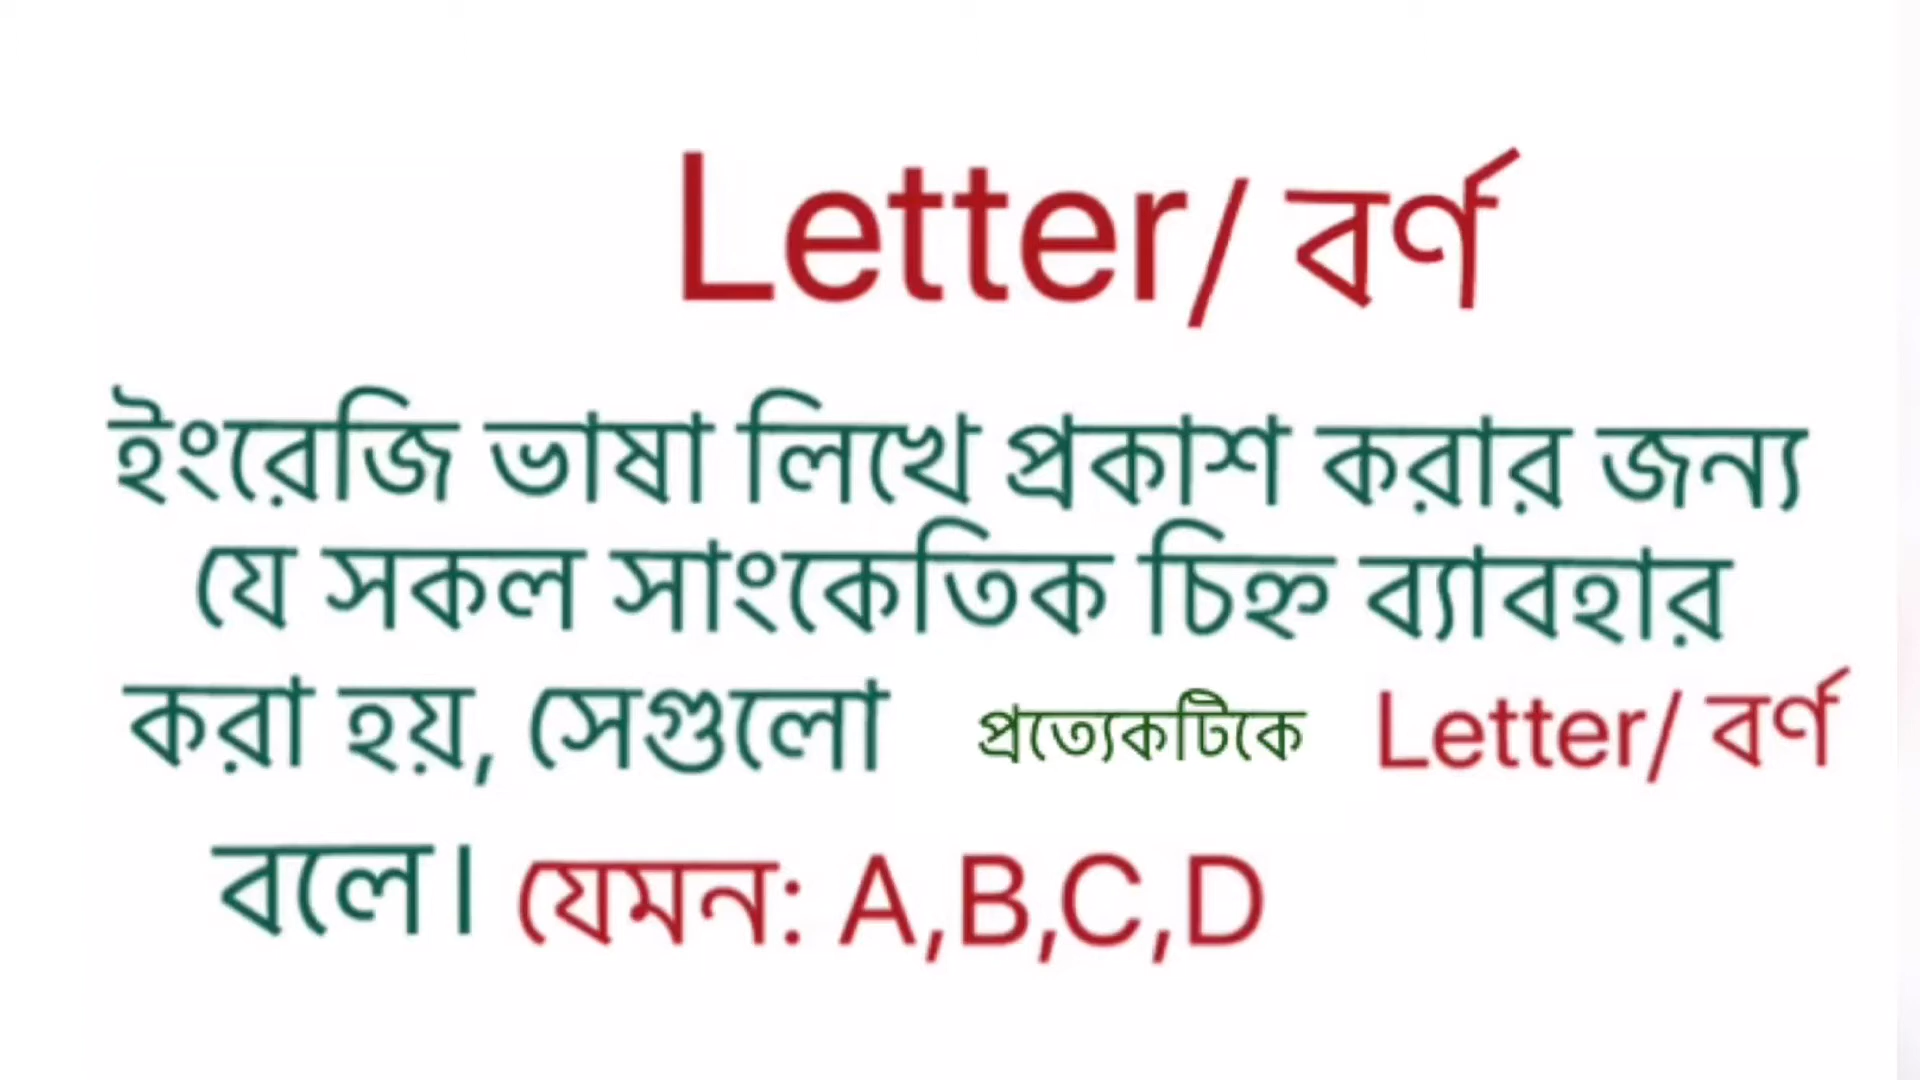 Letter/ বর্ণ
ইংরেজি ভাষা লিখে প্রকাশ করার জন্য
যে সকল সাংকেতিক চিহ্ন ব্যাবহার
করা হয়, সেগুলো প্রত্যেকটিকে Letter/ বর্ণ
বলে। যেমন: A,B,C,D